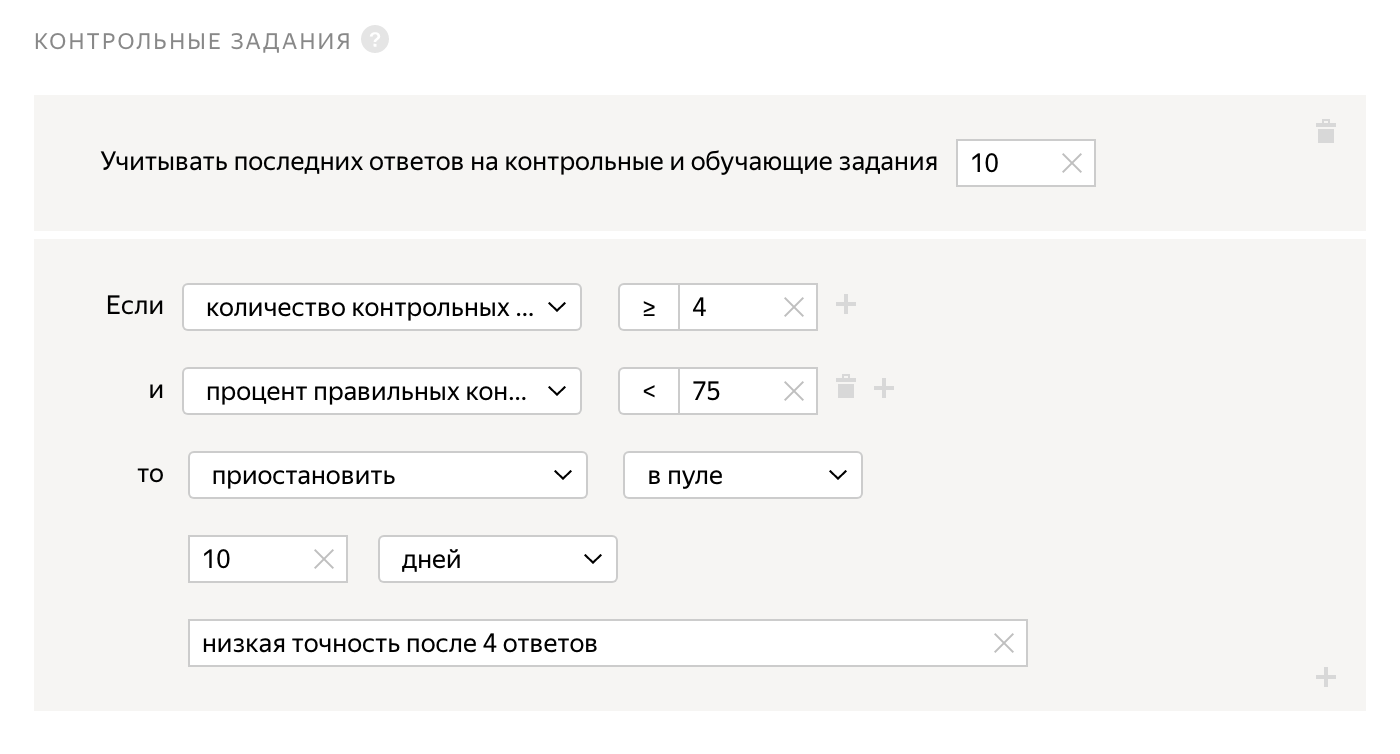 КОНТРОЛЬНЫЕ ЗАДАНИЯ ?
Учитывать последних ответов на контрольные и обучающие задания 10
Если количество контрольных ... ≥ 4
и процент правильных кон... < 75
то приостановить в пуле
10 дней
низкая точность после 4 ответов